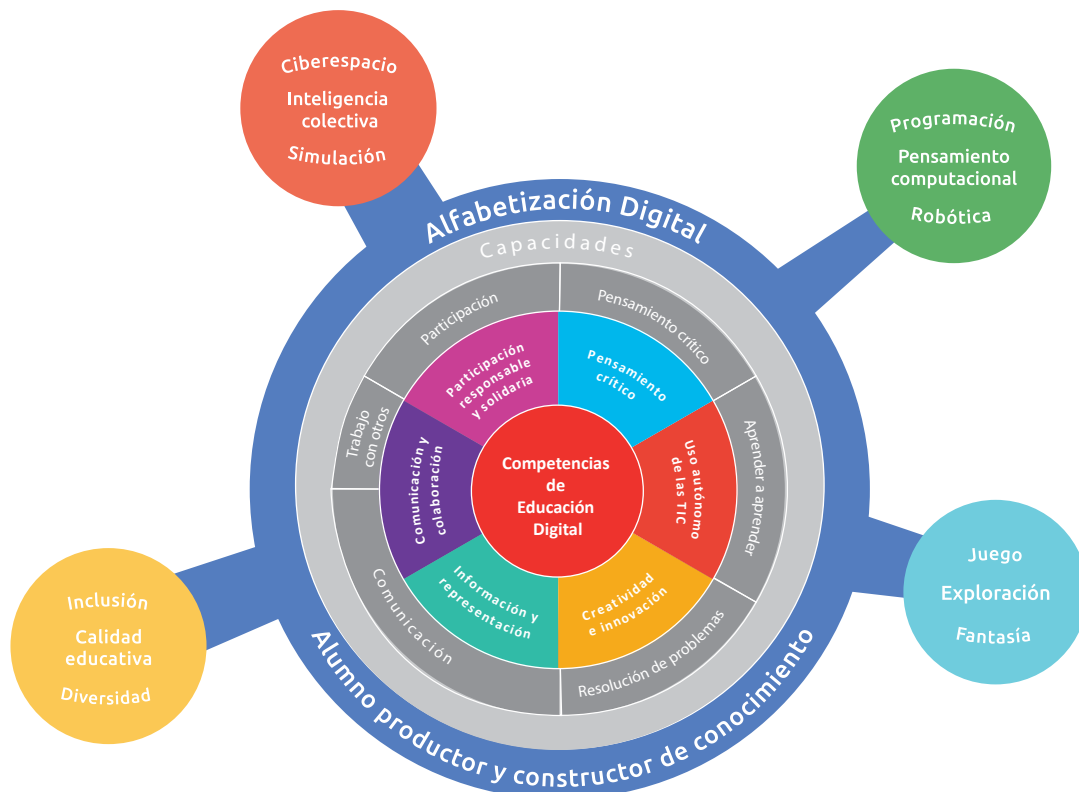 Ciberespacio
Inteligencia
colectiva
Simulación
Programación
Pensamiento
computacional
Robótica
Alfabetización Digital
Capacidades
Participación
Pensamiento crítico
Trabajo
con otros
Aprender a aprender
Comunicación
Resolución de problemas
Participación
responsable
y solidaria
Pensamiento
crítico
Comunicación y
colaboración
Uso autónomo
de las TIC
Información y
representación
Creatividad
e innovación
Competencias
de
Educación
Digital
Juego
Exploración
Fantasía
Inclusión
Calidad
educativa
Diversidad
Alumno productor y constructor de conocimiento